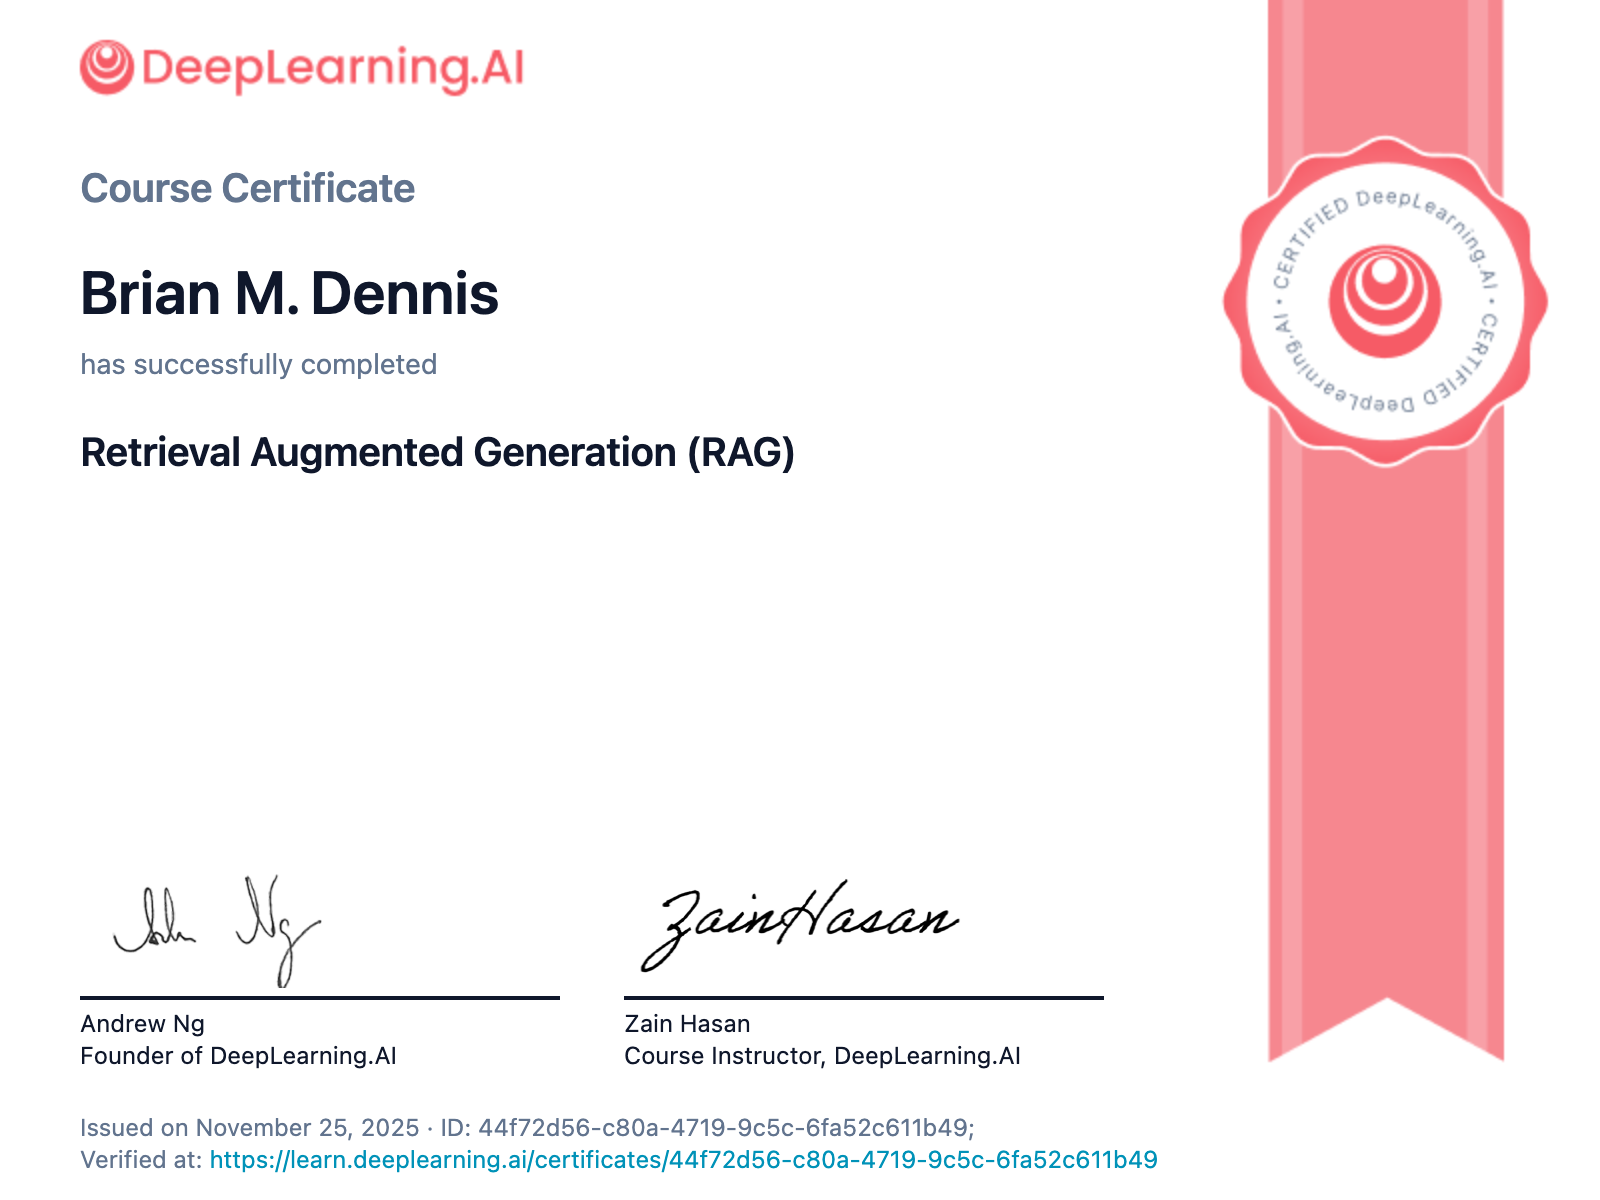 DeepLearning.AI
Course Certificate
Brian M. Dennis
has successfully completed
Retrieval Augmented Generation (RAG)
CERTIFIED DeepLearning.AI • CERTIFIED DeepLearning.AI •
Andrew Ng
Zain Hasan
Andrew Ng
Founder of DeepLearning.AI
Zain Hasan
Course Instructor, DeepLearning.AI
Issued on November 25, 2025 · ID: 44f72d56-c80a-4719-9c5c-6fa52c611b49;
Verified at: https://learn.deeplearning.ai/certificates/44f72d56-c80a-4719-9c5c-6fa52c611b49